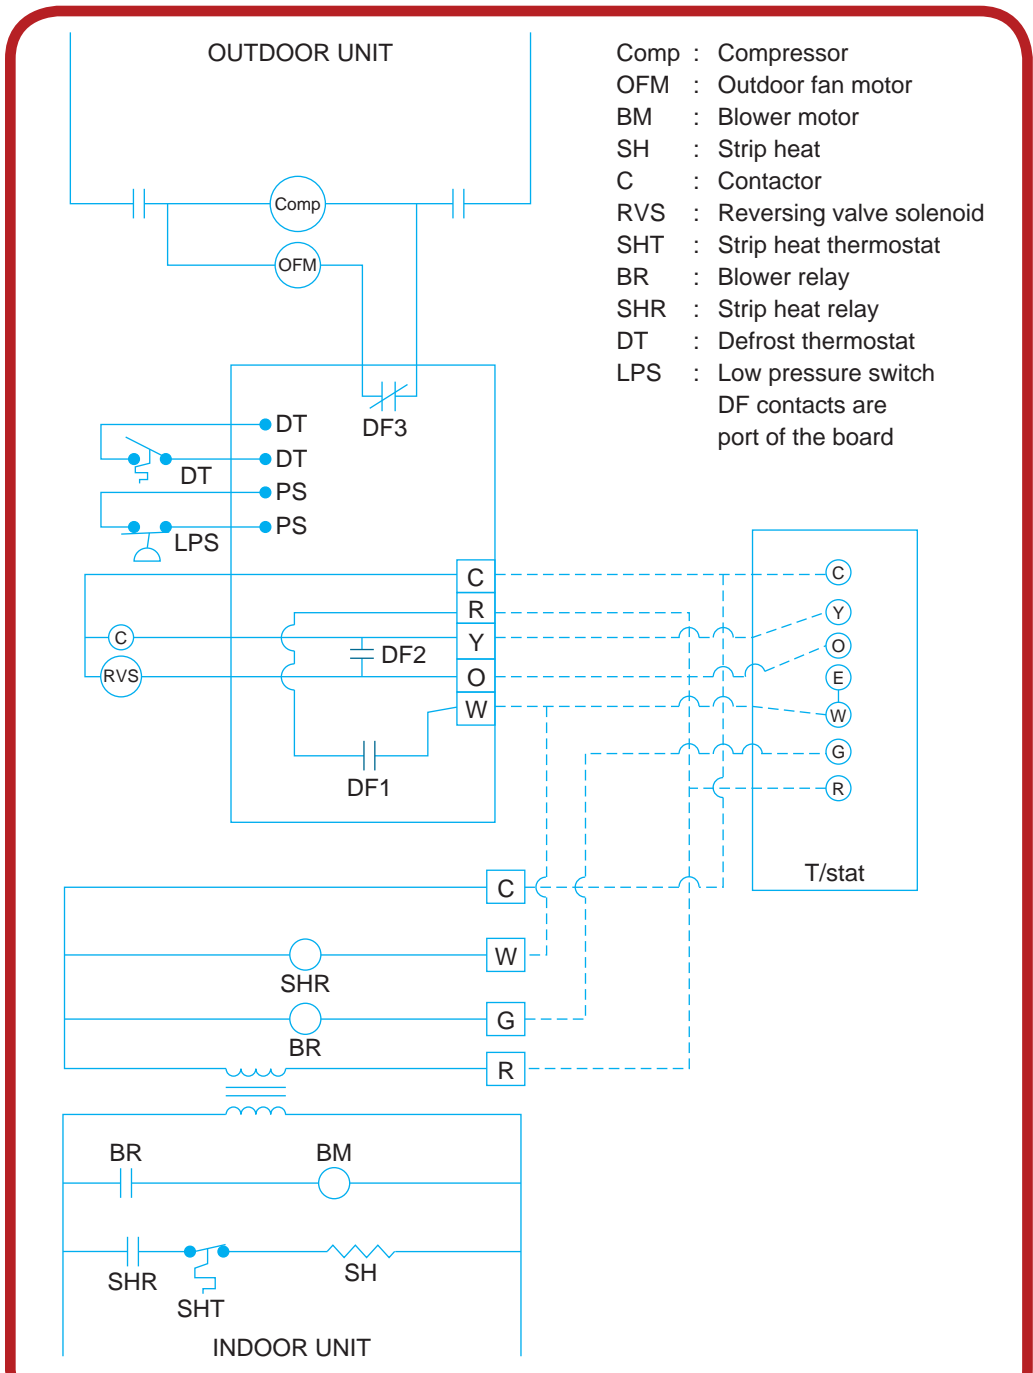 OUTDOOR UNIT
Comp : Compressor
OFM : Outdoor fan motor
BM : Blower motor
SH : Strip heat
C : Contactor
RVS : Reversing valve solenoid
SHT : Strip heat thermostat
BR : Blower relay
SHR : Strip heat relay
DT : Defrost thermostat
LPS : Low pressure switch
DF contacts are
part of the board
Comp
OFM
DF3
DT
DT
DT
PS
PS
LPS
C
R
Y
O
W
C
RVS
DF2
DF1
C
Y
O
E
W
G
R
T/stat
C
W
SHR
G
BR
R
BR
BM
SHR
SHT
SH
INDOOR UNIT